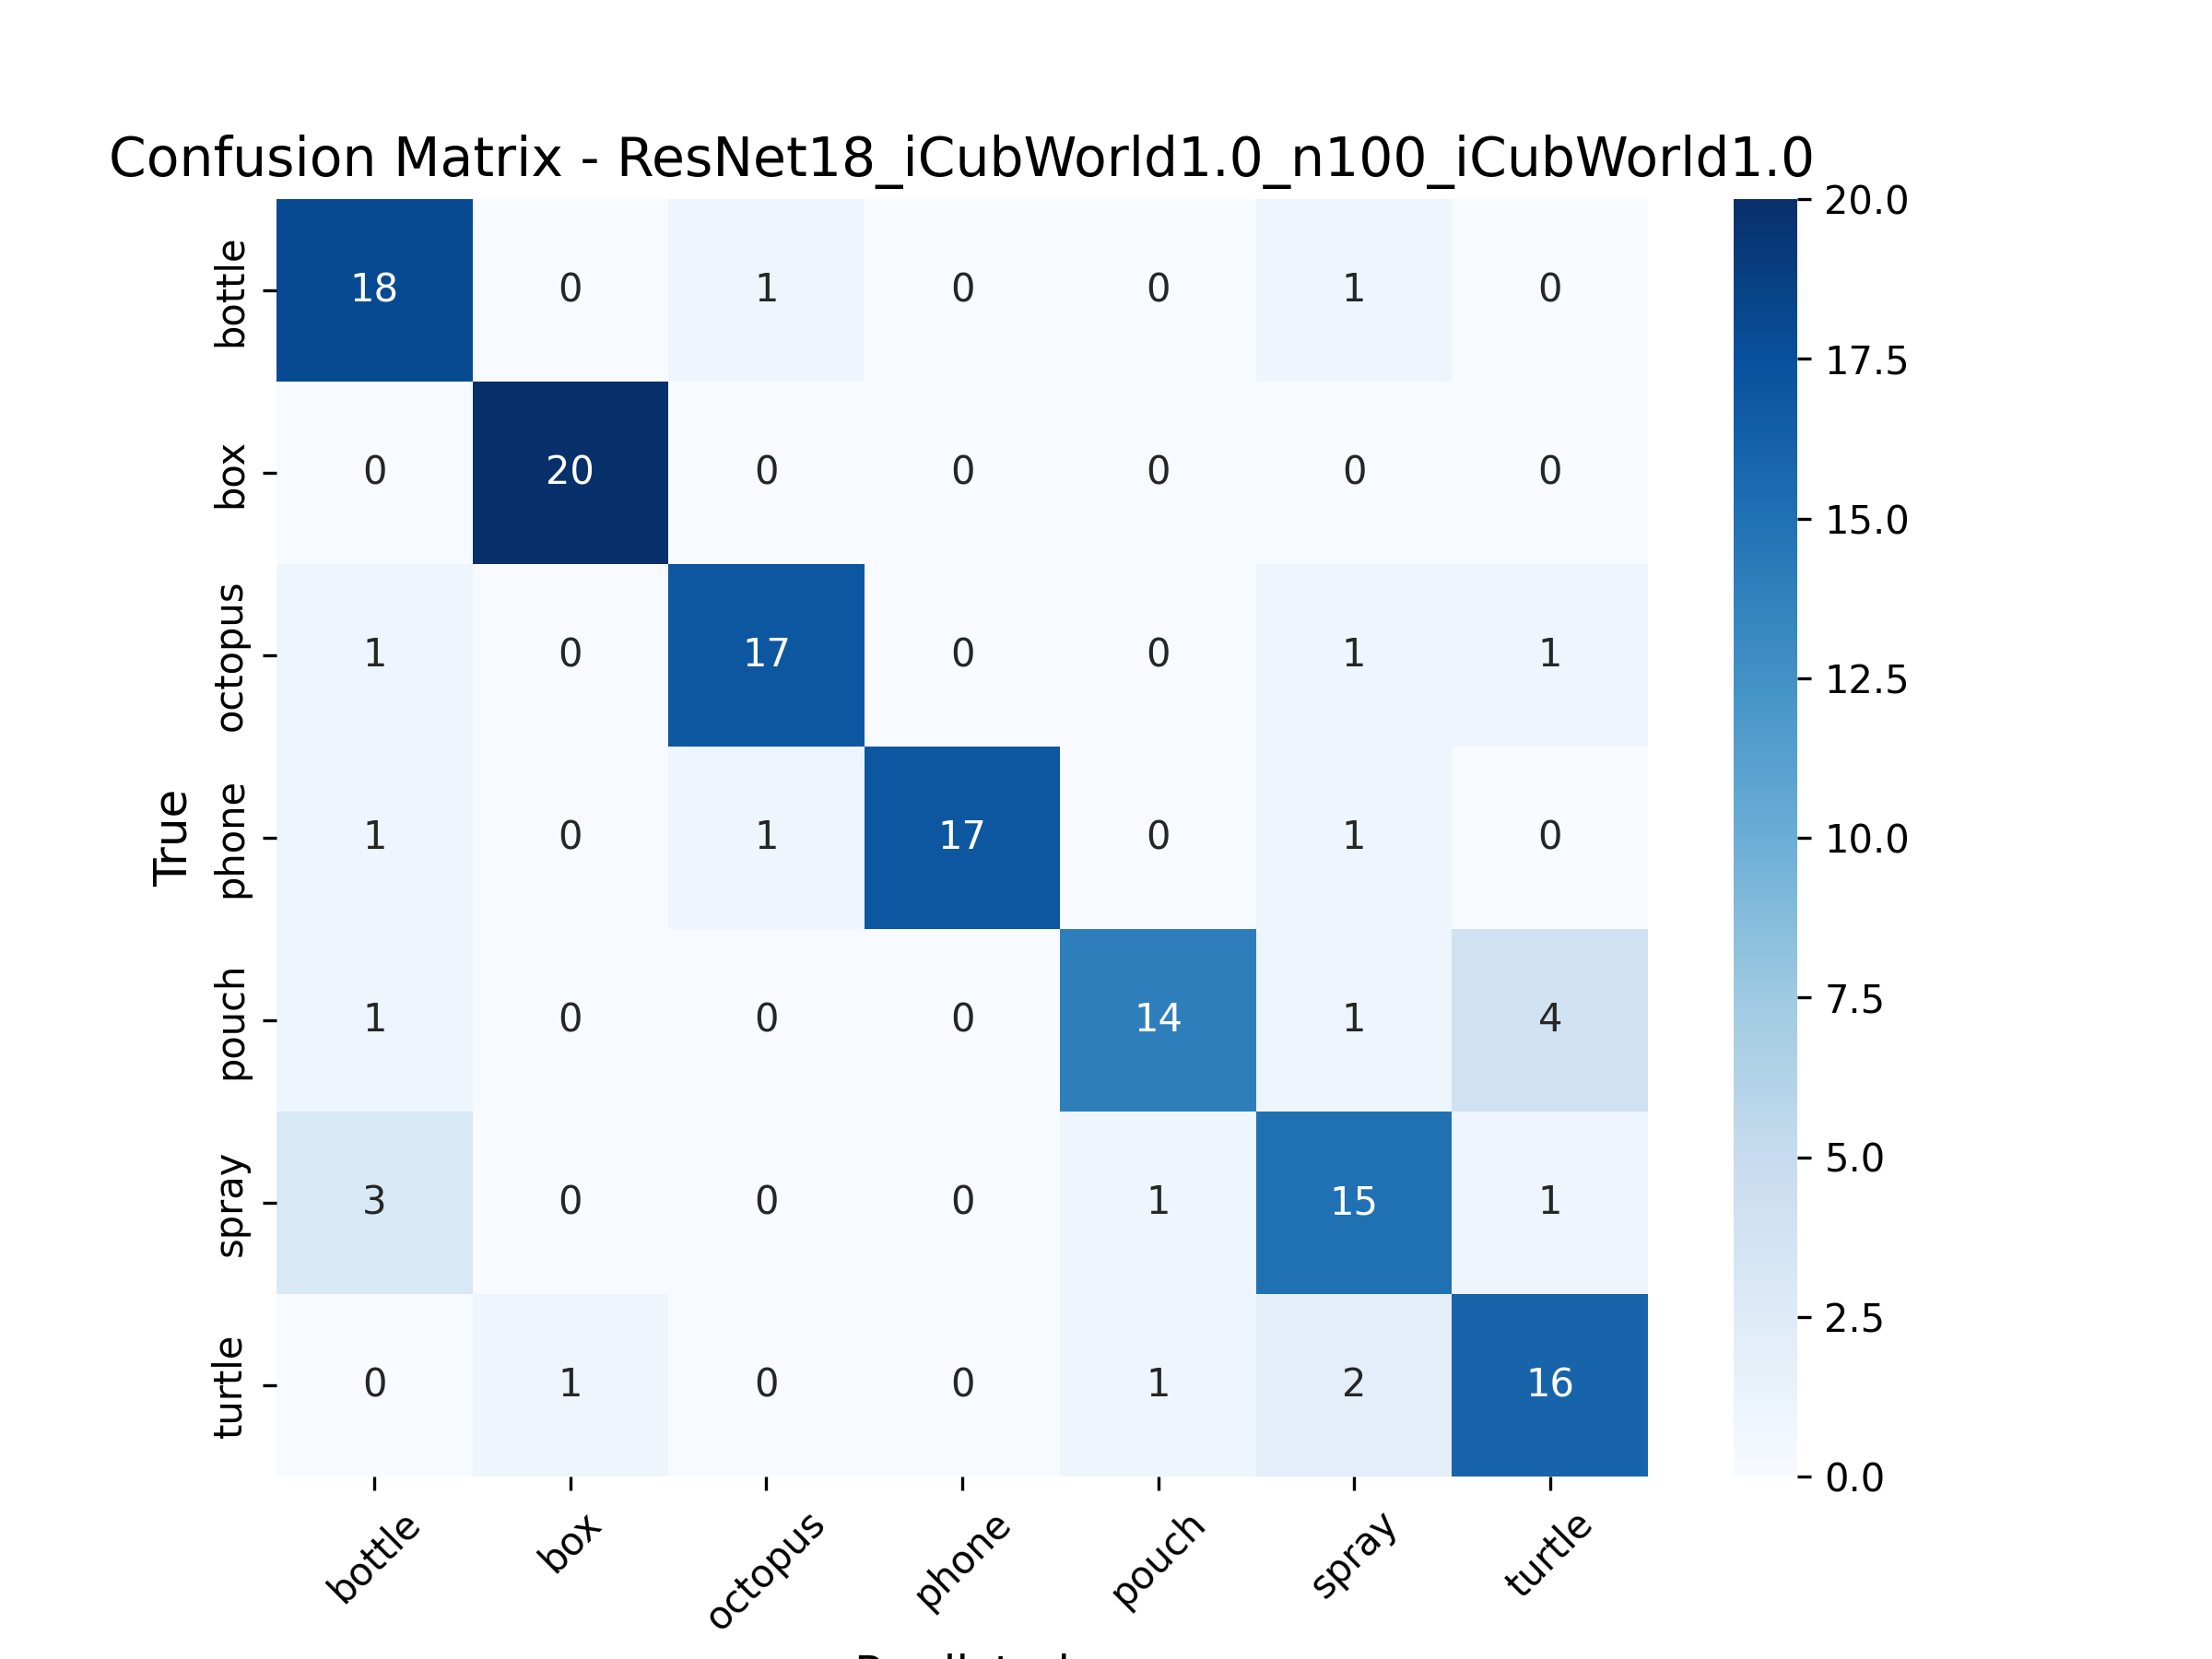 Confusion Matrix - ResNet18_iCubWorld1.0_n100_iCubWorld1.0
True
bottle 18 0 1 0 0 1 0
box 0 20 0 0 0 0 0
octopus 1 0 17 0 0 1 1
phone 1 0 1 17 0 1 0
pouch 1 0 0 0 14 1 4
spray 3 0 0 0 1 15 1
turtle 0 1 0 0 1 2 16
bottle box octopus phone pouch spray turtle
20.0
17.5
15.0
12.5
10.0
7.5
5.0
2.5
0.0